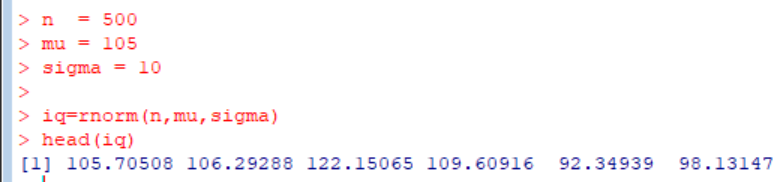 > n  = 500
> mu = 105
> sigma = 10
>
> iq=rnorm(n,mu,sigma)
> head(iq)
[1] 105.70508 106.29288 122.15065 109.60916  92.34939  98.13147